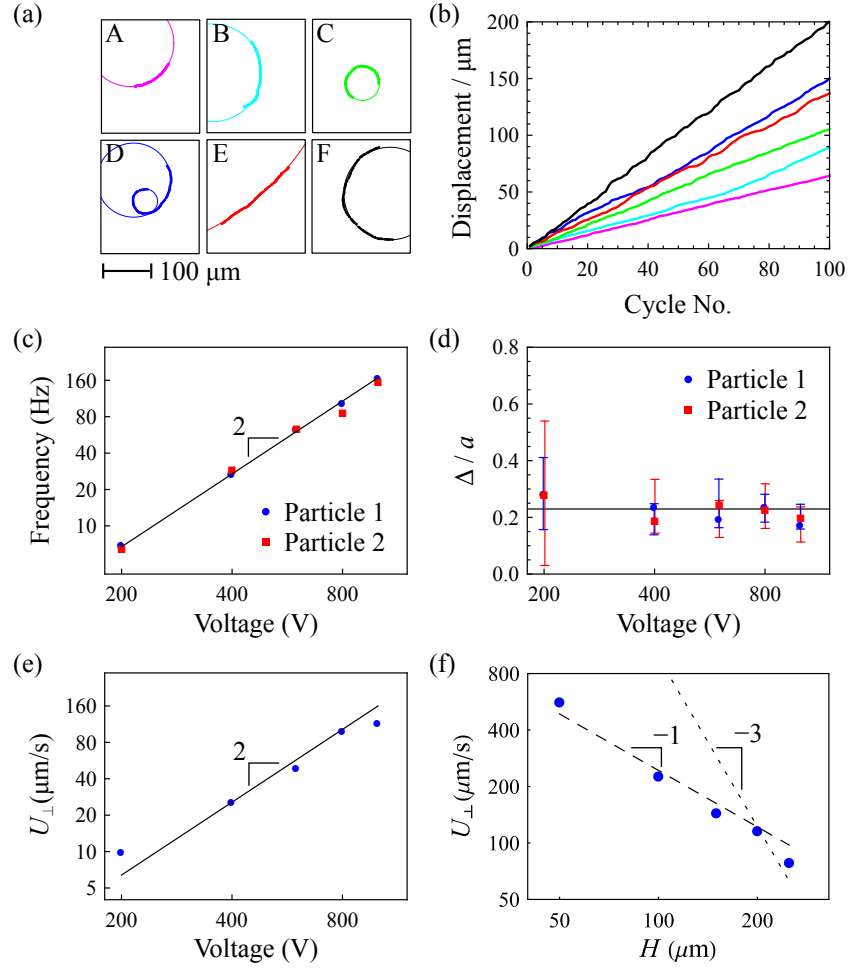 (a)
A
B
C
D
E
F
100 μm
(b)
Displacement / μm
200
150
100
50
0
20
40
60
80
100
Cycle No.
(c)
Frequency (Hz)
160
80
40
20
10
2
Particle 1
Particle 2
200
400
800
Voltage (V)
(d)
Δ / a
0.8
0.6
0.4
0.2
0.0
Particle 1
Particle 2
200
400
800
Voltage (V)
(e)
U⊥ (μm/s)
160
80
40
20
10
5
2
200
400
800
Voltage (V)
(f)
U⊥ (μm/s)
800
400
200
100
50
−1
−3
50
100
200
H (μm)